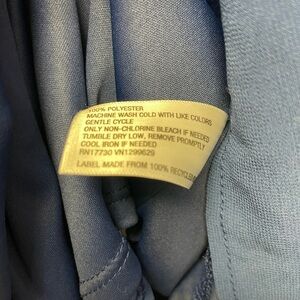 100% POLYESTER
MACHINE WASH COLD WITH LIKE COLORS
GENTLE CYCLE
ONLY NON-CHLORINE BLEACH IF NEEDED
TUMBLE DRY LOW, REMOVE PROMPTLY
COOL IRON IF NEEDED
RN17730 VN1299629
LABEL MADE FROM 100%